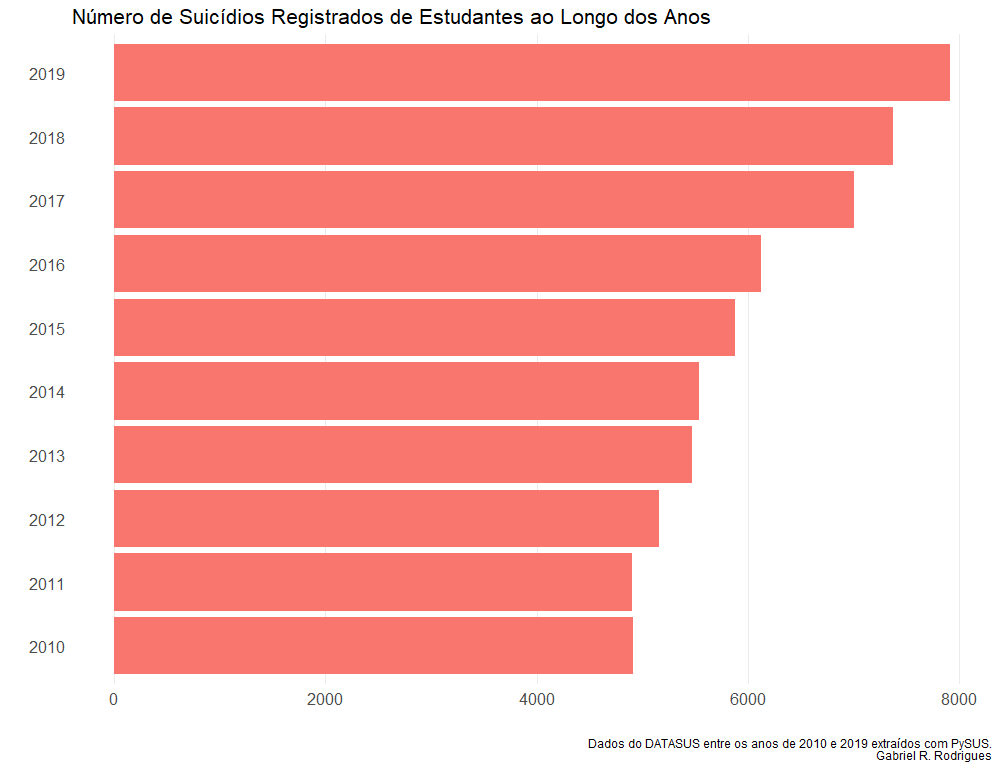 Número de Suicídios Registrados de Estudantes ao Longo dos Anos
2019
2018
2017
2016
2015
2014
2013
2012
2011
2010
0 2000 4000 6000 8000
Dados do DATASUS entre os anos de 2010 e 2019 extraídos com PySUS.
Gabriel R. Rodrigues